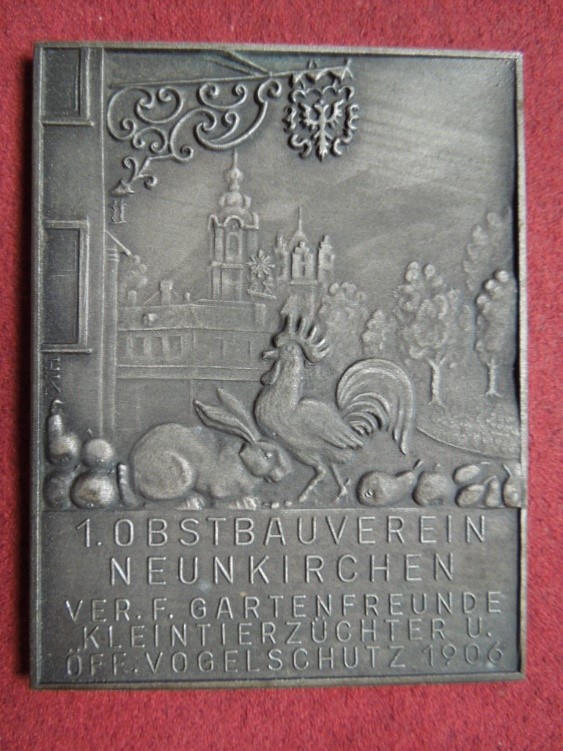 1. OBSTBAUVEREIN
NEUNKIRCHEN
VER. F. GARTENFREUNDE
„KLEINTIERZÜCHTER U.
ÖFF. VOGELSCHUTZ 1906